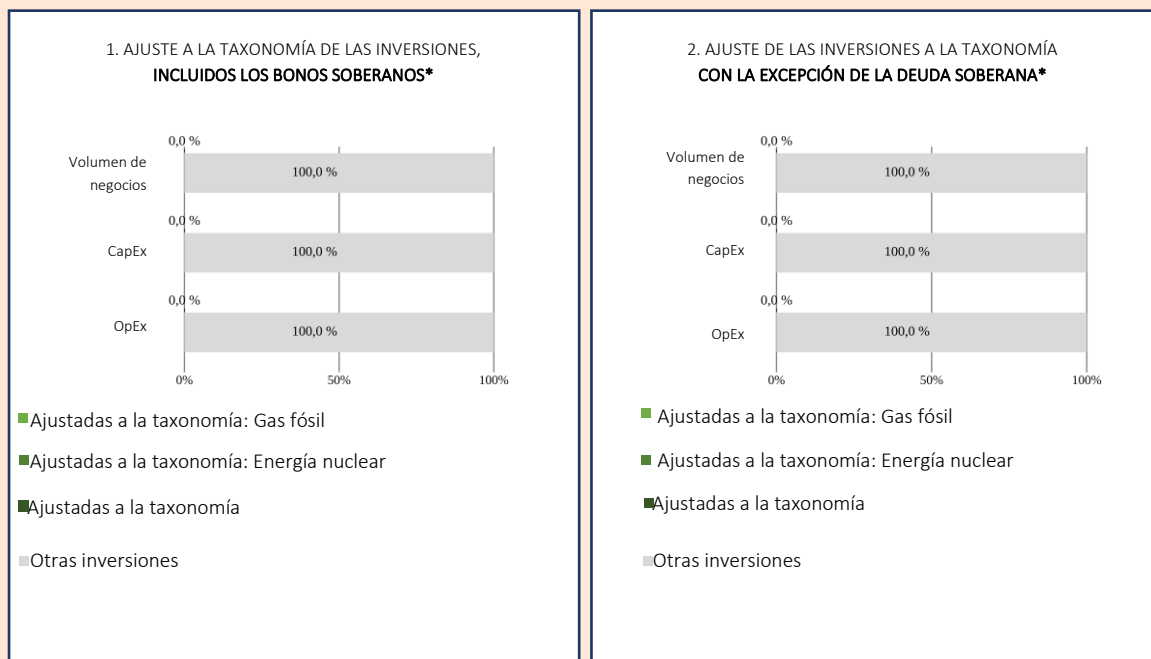 1. AJUSTE A LA TAXONOMÍA DE LAS INVERSIONES,
INCLUIDOS LOS BONOS SOBERANOS*
0,0 %
Volumen de
negocios
100,0 %
0,0 %
CapEx
100,0 %
0,0 %
OpEx
100,0 %
0%
50%
100%
Ajustadas a la taxonomía: Gas fósil
Ajustadas a la taxonomía: Energía nuclear
Ajustadas a la taxonomía
Otras inversiones
2. AJUSTE DE LAS INVERSIONES A LA TAXONOMÍA
CON LA EXCEPCIÓN DE LA DEUDA SOBERANA*
0,0 %
Volumen de
negocios
100,0 %
0,0 %
CapEx
100,0 %
0,0 %
OpEx
100,0 %
0%
50%
100%
Ajustadas a la taxonomía: Gas fósil
Ajustadas a la taxonomía: Energía nuclear
Ajustadas a la taxonomía
Otras inversiones